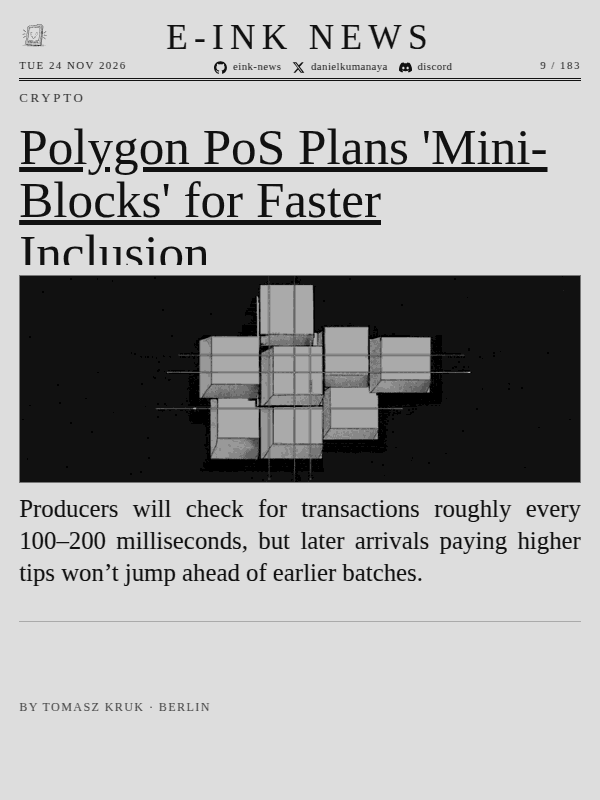 E-INK NEWS
TUE 24 NOV 2026
eink-news danielkumanaya discord
9 / 183
CRYPTO
Polygon PoS Plans 'Mini-
Blocks' for Faster
Inclusion
Producers will check for transactions roughly every
100–200 milliseconds, but later arrivals paying higher
tips won’t jump ahead of earlier batches.
BY TOMASZ KRUK · BERLIN